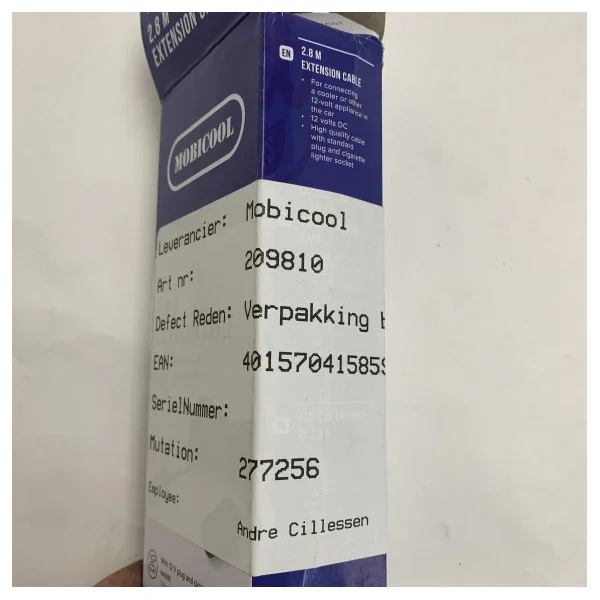 2.8 M
EXTENSION
EN
2.8 M
EXTENSION CABLE
• For connecting
a cooler or other
12-volt appliance in
the car
• 12 volts DC
• High quality cable
with standard
plug and cigarette
lighter socket
MOBICOOL
Leverancier: Mobicool
Art nr: 209810
Defect Reden: Verpakking
EAN: 401570415859
SerielNummer:
Mutation: 277256
Employee: Andre Cillessen